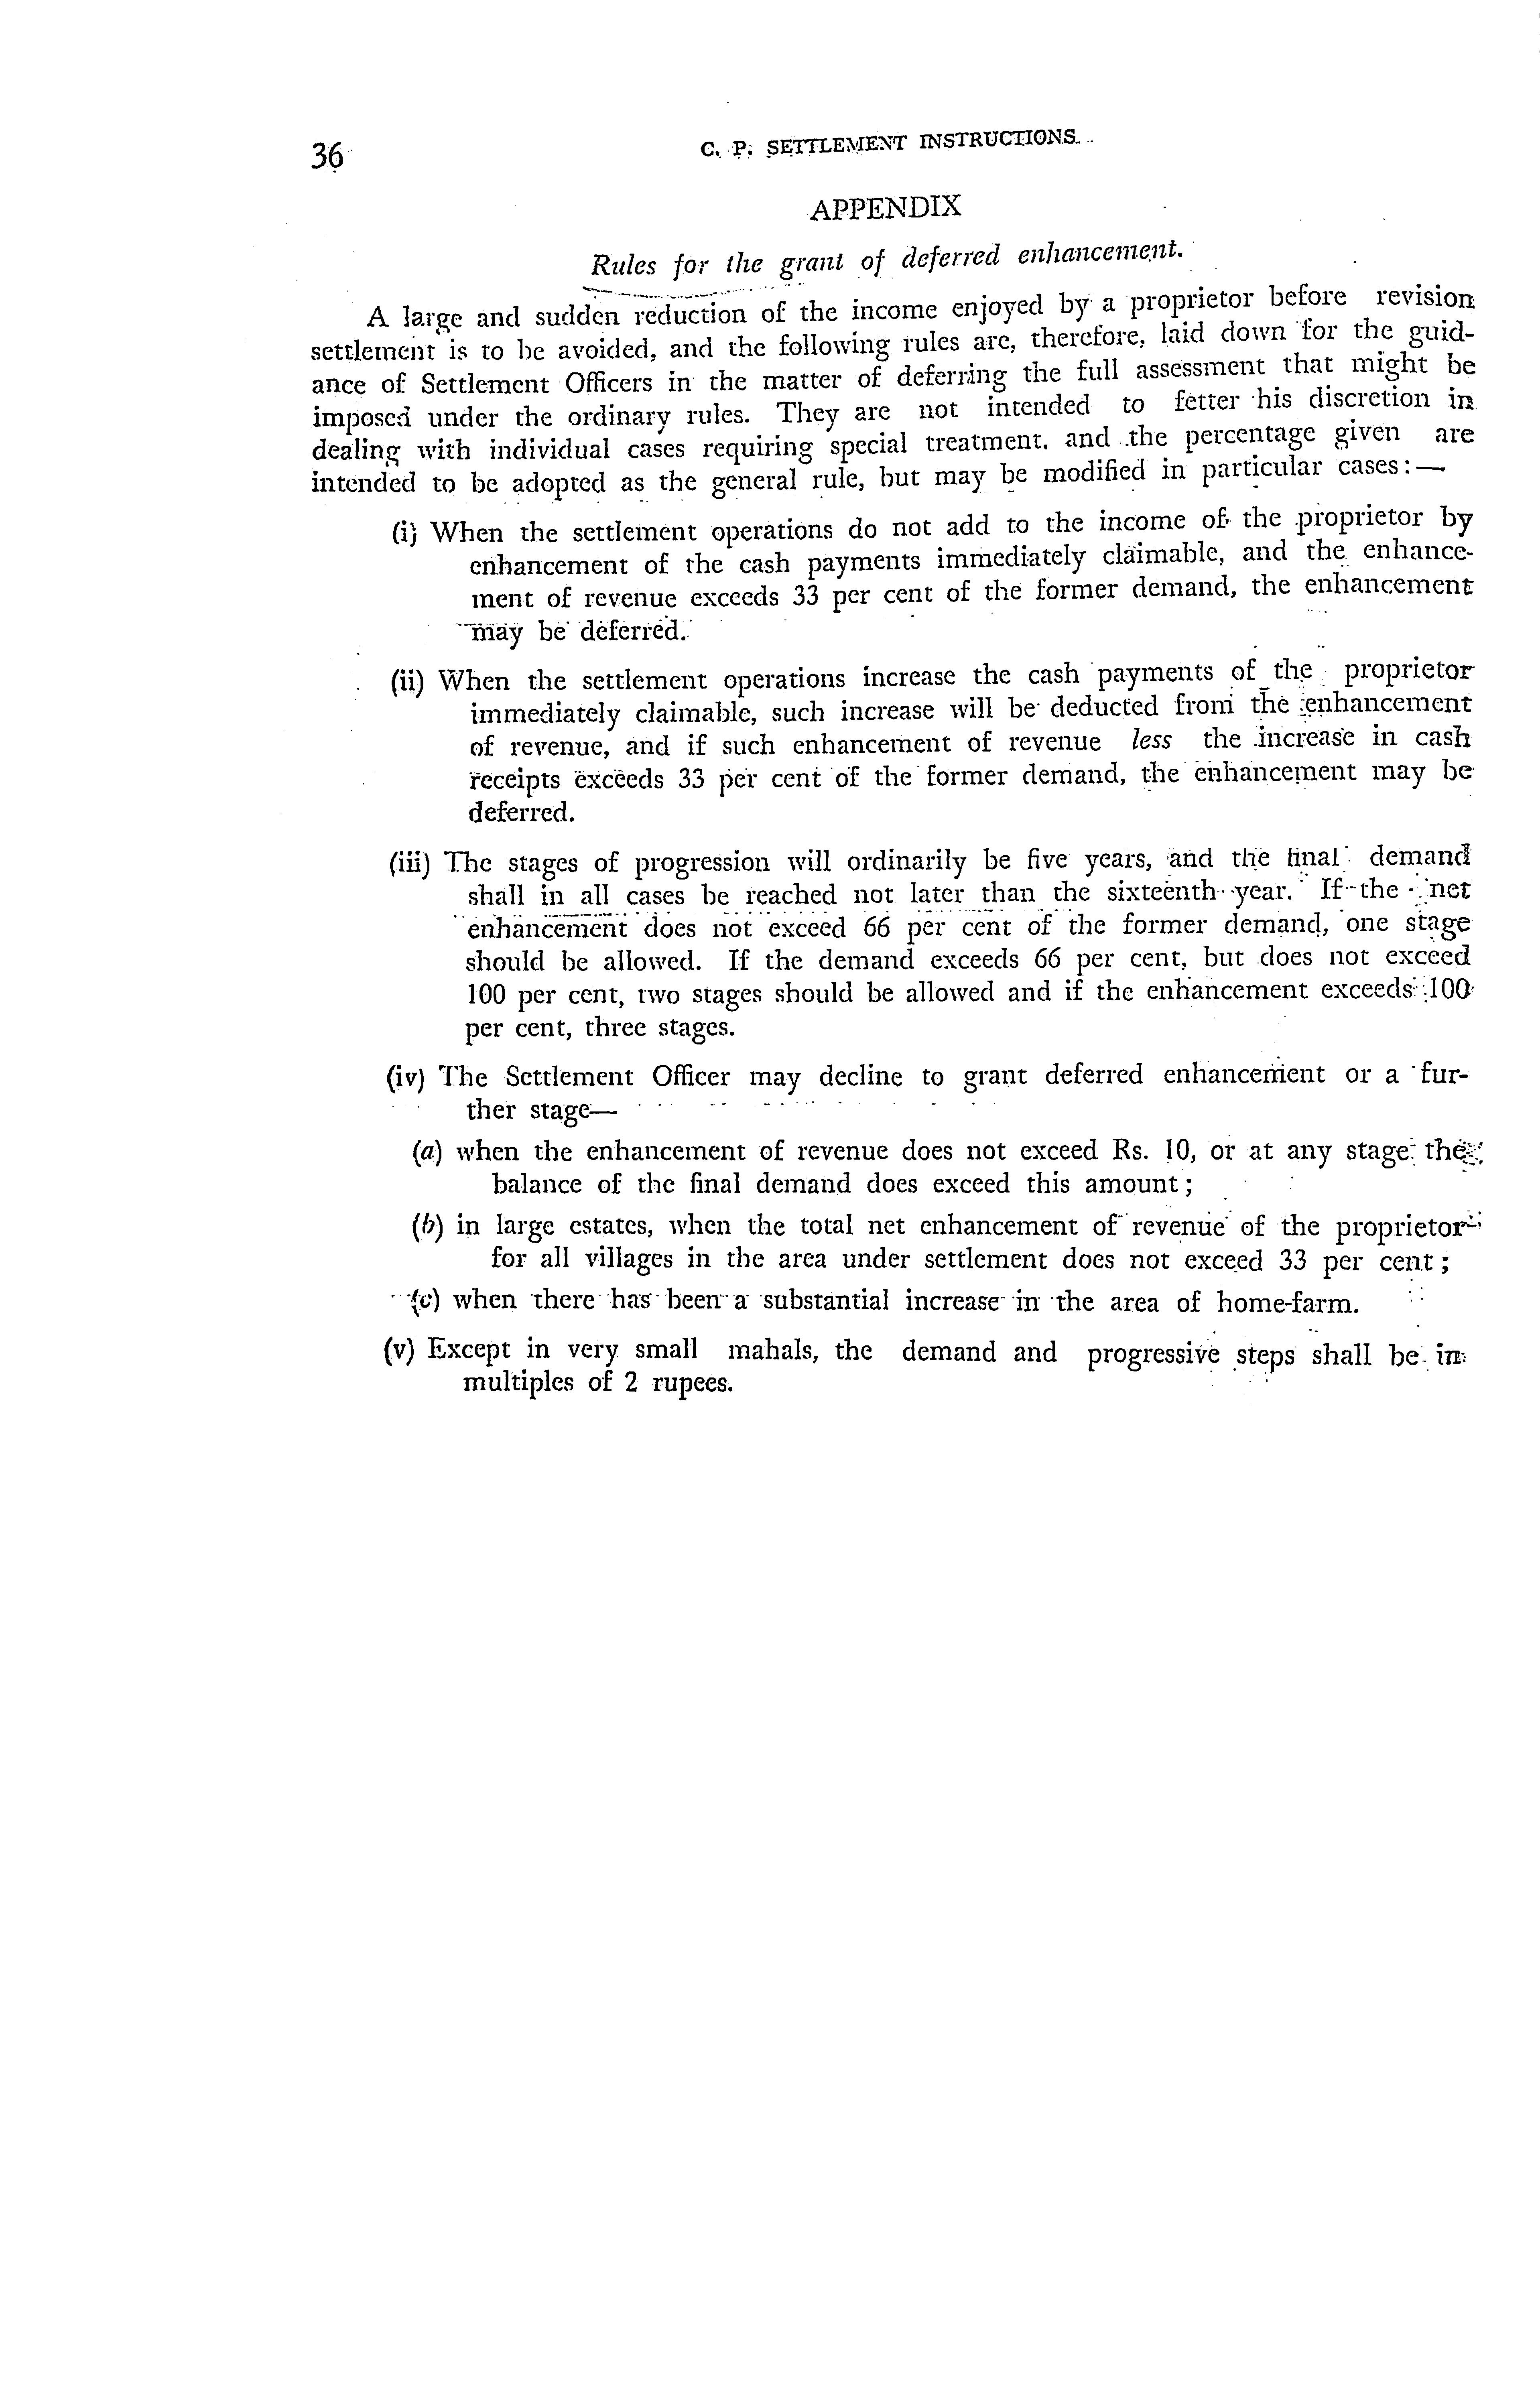 36
C. P. SETTLEMENT INSTRUCTIONS.
APPENDIX
Rules for the grant of deferred enhancement.
A large and sudden reduction of the income enjoyed by a proprietor before revision
settlement is to be avoided, and the following rules are, therefore, laid down for the guid-
ance of Settlement Officers in the matter of deferring the full assessment that might be
imposed under the ordinary rules. They are not intended to fetter his discretion in
dealing with individual cases requiring special treatment. and the percentage given are
intended to be adopted as the general rule, but may be modified in particular cases:—
(i) When the settlement operations do not add to the income of the proprietor by
enhancement of the cash payments immediately claimable, and the enhance-
ment of revenue exceeds 33 per cent of the former demand, the enhancement
may be deferred.
(ii) When the settlement operations increase the cash payments of the proprietor
immediately claimable, such increase will be deducted from the enhancement
of revenue, and if such enhancement of revenue less the increase in cash
receipts exceeds 33 per cent of the former demand, the enhancement may be
deferred.
(iii) The stages of progression will ordinarily be five years, and the final demand
shall in all cases be reached not later than the sixteenth year. If the net
enhancement does not exceed 66 per cent of the former demand, one stage
should be allowed. If the demand exceeds 66 per cent, but does not exceed
100 per cent, two stages should be allowed and if the enhancement exceeds 100
per cent, three stages.
(iv) The Settlement Officer may decline to grant deferred enhancement or a fur-
ther stage—
(a) when the enhancement of revenue does not exceed Rs. 10, or at any stage the
balance of the final demand does exceed this amount;
(b) in large estates, when the total net enhancement of revenue of the proprietor
for all villages in the area under settlement does not exceed 33 per cent;
(c) when there has been a substantial increase in the area of home-farm.
(v) Except in very small mahals, the demand and progressive steps shall be in
multiples of 2 rupees.